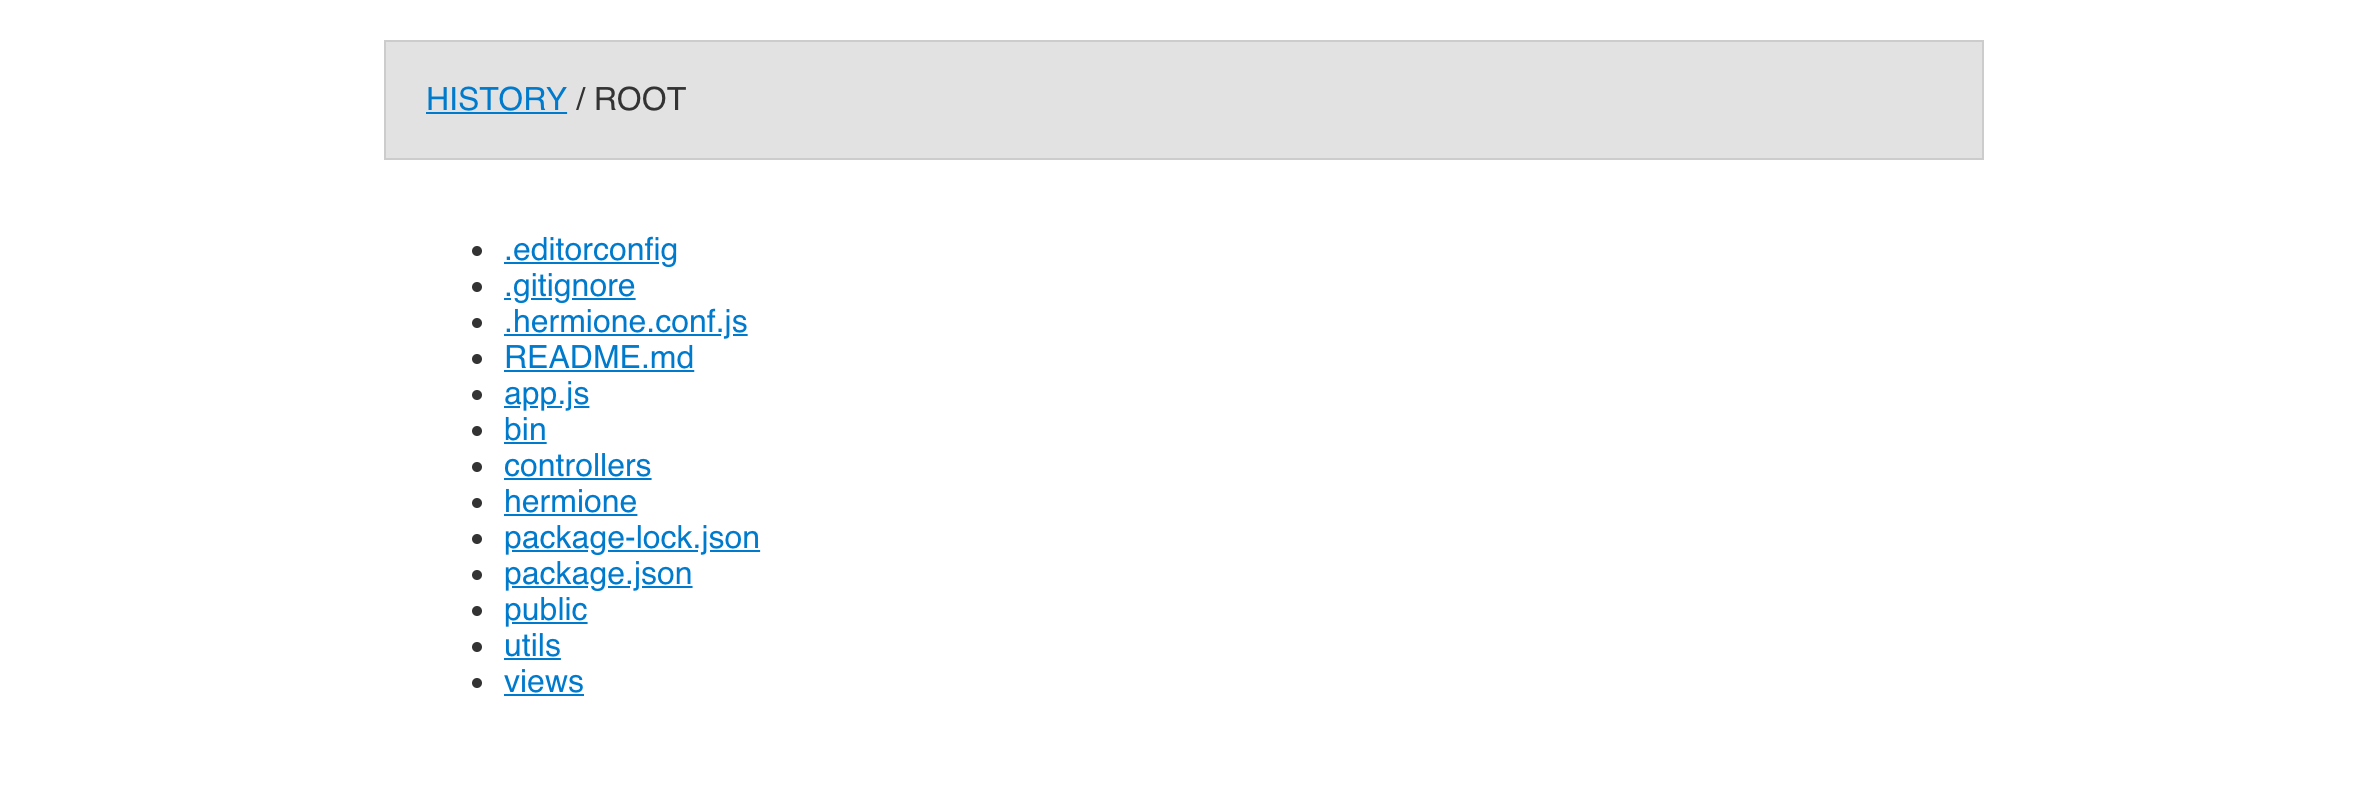 HISTORY / ROOT
.editorconfig
.gitignore
.hermione.conf.js
README.md
app.js
bin
controllers
hermione
package-lock.json
package.json
public
utils
views